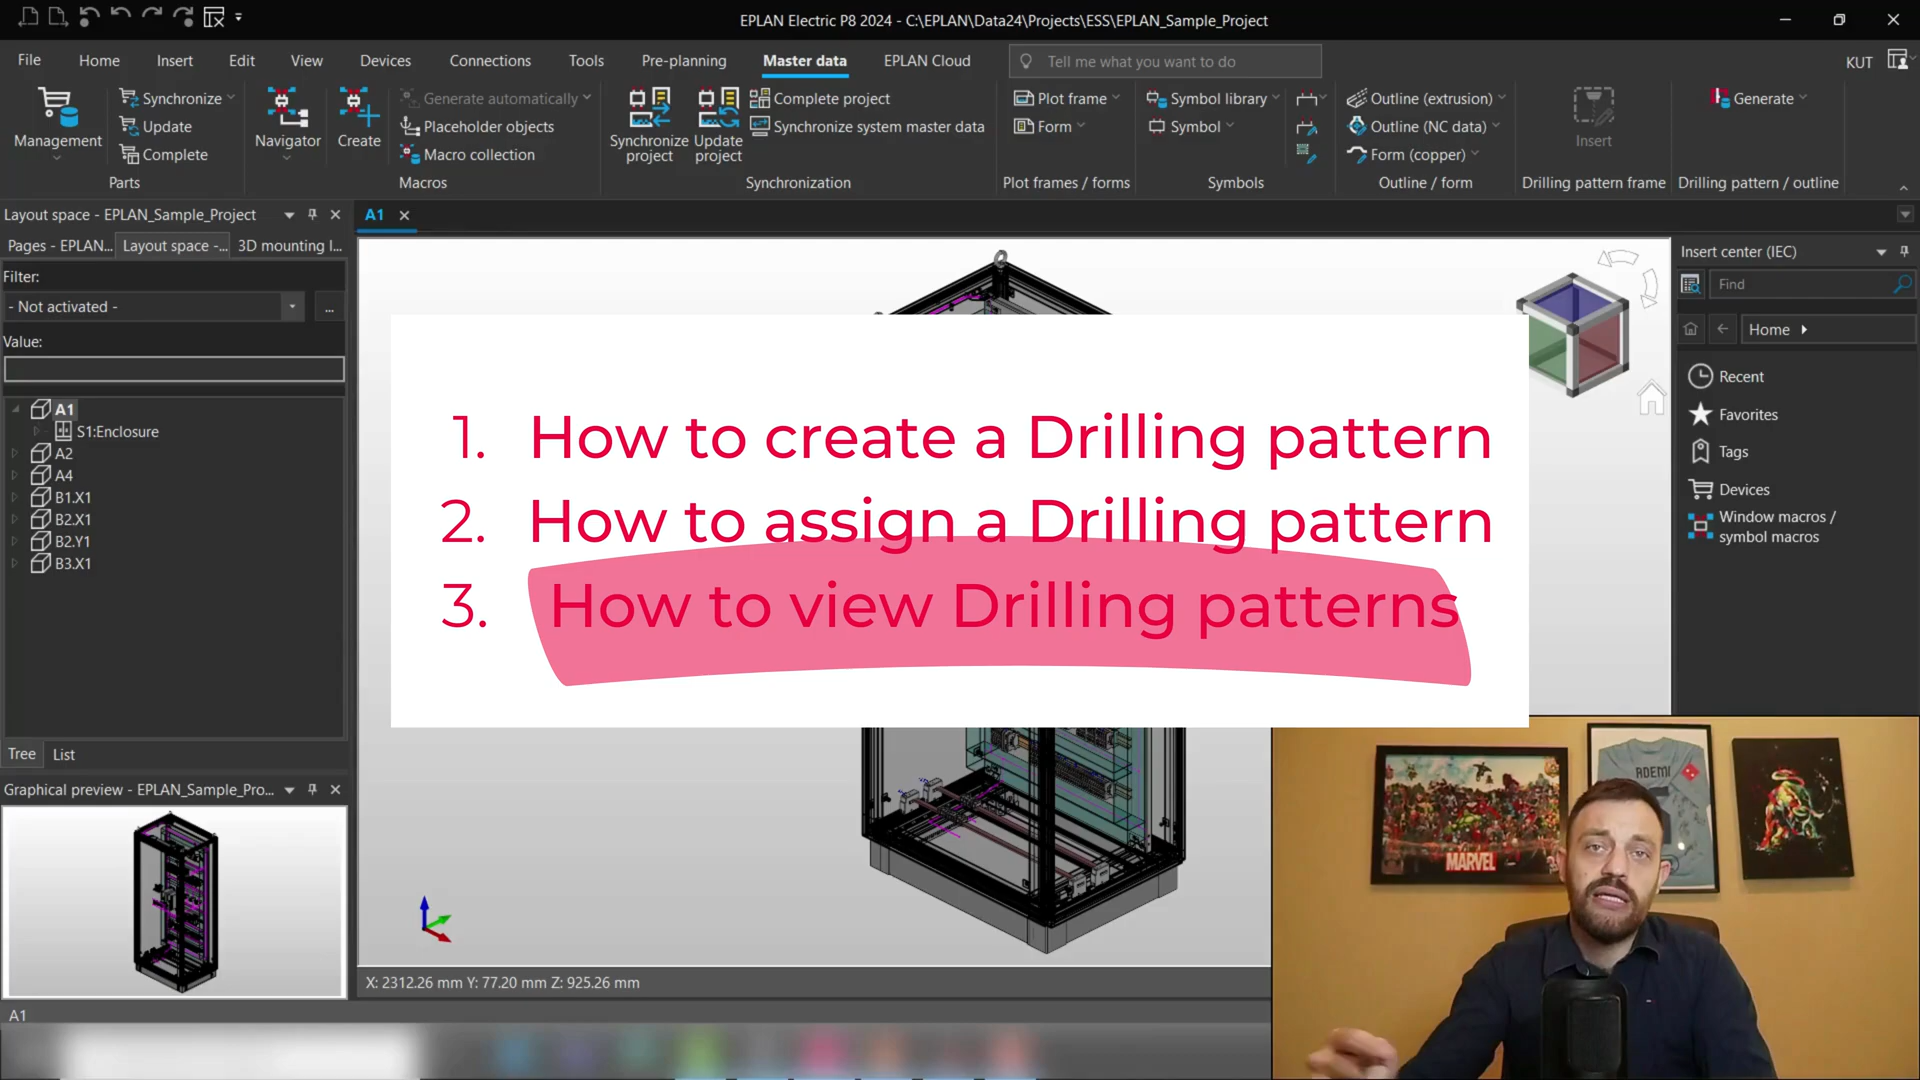 EPLAN Electric P8 2024 - C:\EPLAN\Data24\Projects\ESS\EPLAN_Sample_Project
File Home Insert Edit View Devices Connections Tools Pre-planning Master data EPLAN Cloud Tell me what you want to do KUT
Management
Synchronize
Update
Complete
Parts
Navigator
Create
Generate automatically
Placeholder objects
Macro collection
Macros
Synchronize project
Update project
Complete project
Synchronize system master data
Synchronization
Plot frame
Form
Plot frames / forms
Symbol library
Symbol
Symbols
Outline (extrusion)
Outline (NC data)
Form (copper)
Outline / form
Insert
Drilling pattern frame
Generate
Drilling pattern / outline
Layout space - EPLAN_Sample_Project
Pages - EPLAN... Layout space -... 3D mounting l...
Filter:
- Not activated -
...
Value:
A1
S1:Enclosure
A2
A4
B1.X1
B2.X1
B2.Y1
B3.X1
Tree List
Graphical preview - EPLAN_Sample_Pro...
A1
A1
1. How to create a Drilling pattern
2. How to assign a Drilling pattern
3. How to view Drilling patterns
X: 2312.26 mm Y: 77.20 mm Z: 925.26 mm
Insert center (IEC)
Find
Home
Recent
Favorites
Tags
Devices
Window macros /
symbol macros
MARVEL
ADEMI